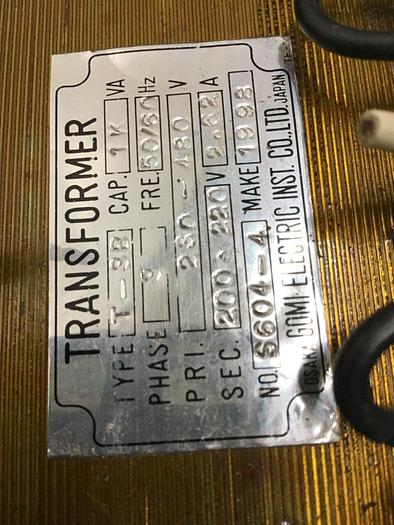 TRANSFORMER
TYPE T-3B CAP. 1K VA
PHASE 3 FRE. 50/60 Hz
PRI. 230-480 V
SEC. 200&220 V 2.62 A
NO. S604-4 MAKE 1998
OSAKA GOMI ELECTRIC INST. CO., LTD. JAPAN